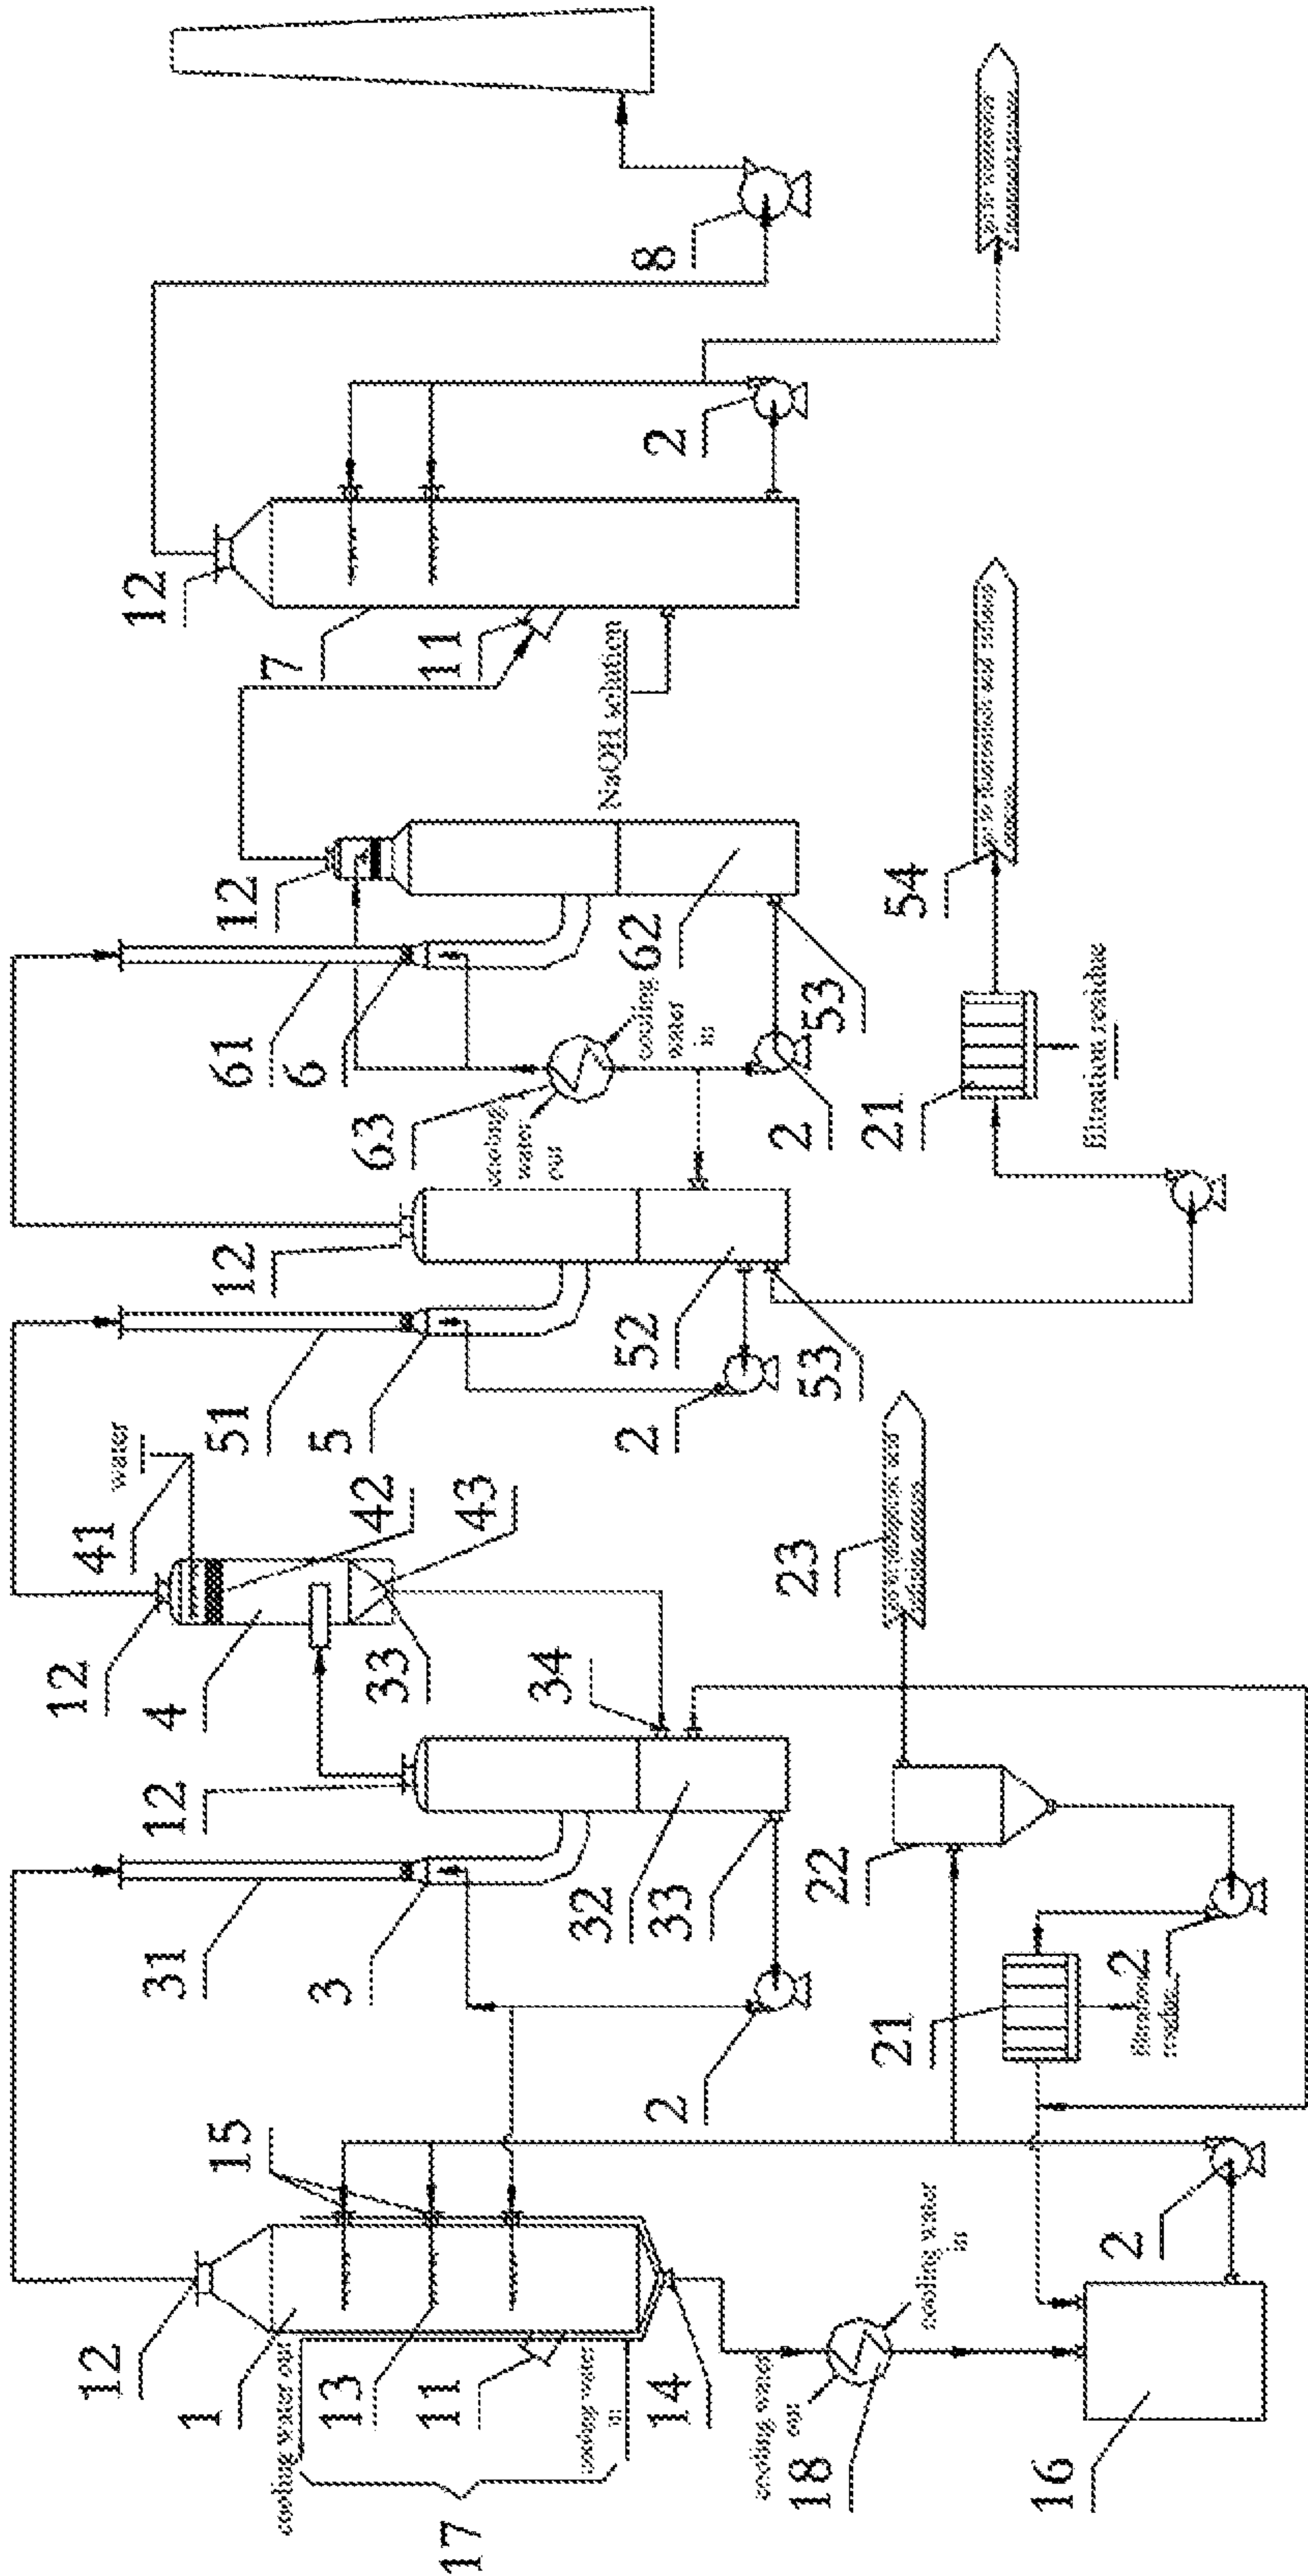 12
1
13
11
17
15
cooling water out
cooling water
in
14
cooling water
out
18
cooling water
in
16
2
31
3
12
32
33
2
34
21
filtration
residue
2
22
23
41
water
12
4
42
43
33
51
5
12
52
2
53
61
6
12
62
63
cooling
water
out
cooling
water
in
2
53
21
filtration residue
54
12
7
11
NaOH solution
2
8